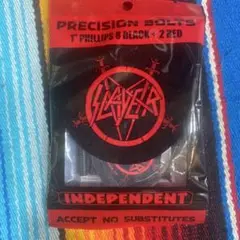 PRECISION BOLTS
1" PHILLIPS 6 BLACK + 2 RED
SLAYER
INDEPENDENT
ACCEPT NO SUBSTITUTES